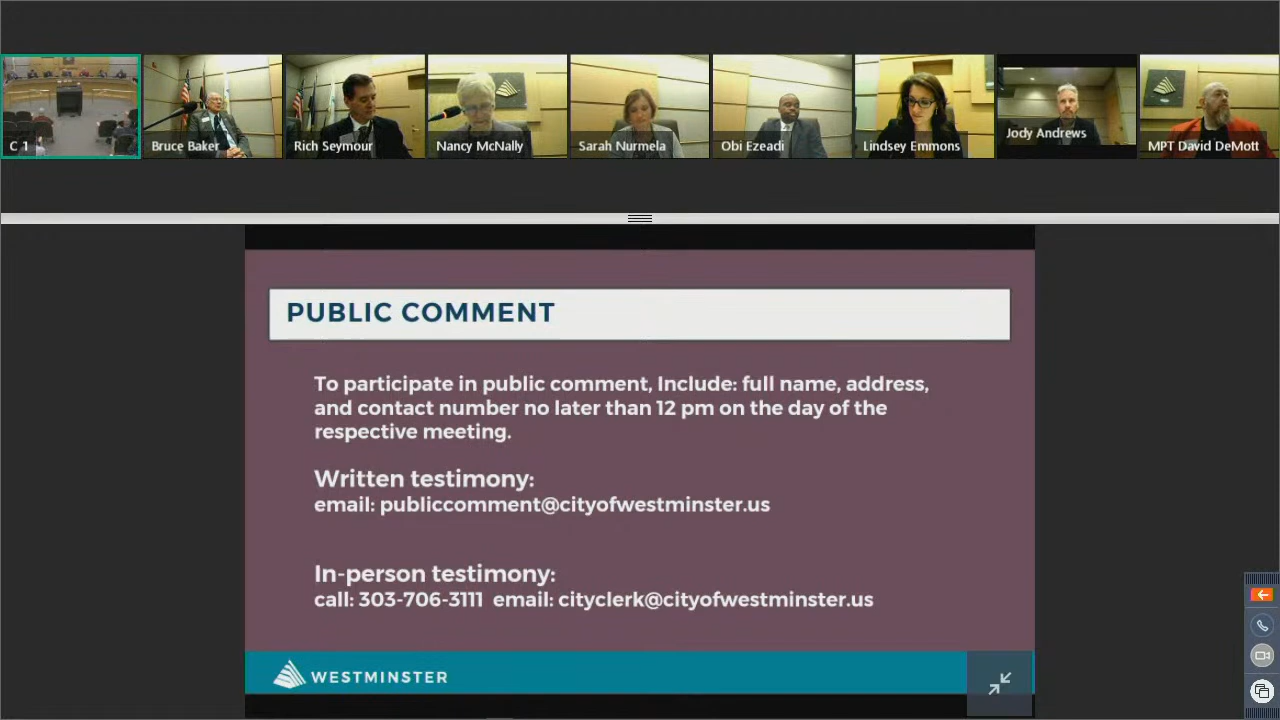 C 1
Bruce Baker
Rich Seymour
Nancy McNally
Sarah Nurmela
Obi Ezeadi
Lindsey Emmons
Jody Andrews
MPT David DeMott
PUBLIC COMMENT
To participate in public comment, Include: full name, address,
and contact number no later than 12 pm on the day of the
respective meeting.
Written testimony:
email: publiccomment@cityofwestminster.us
In-person testimony:
call: 303-706-3111 email: cityclerk@cityofwestminster.us
WESTMINSTER